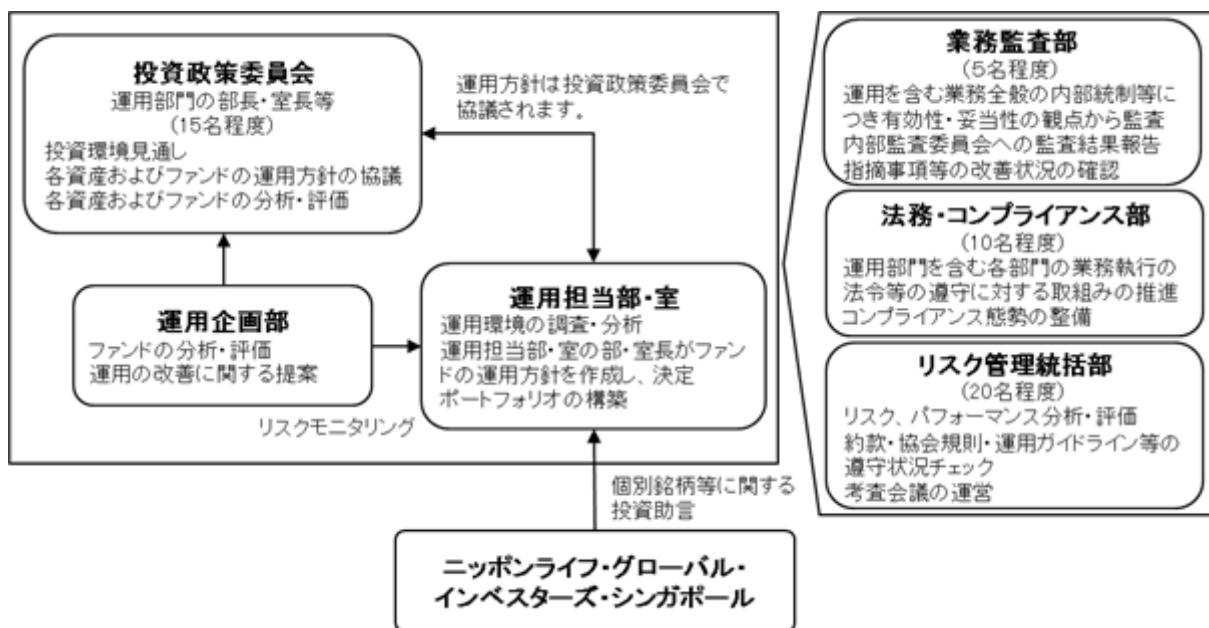 投資政策委員会
運用部門の部長・室長等
(15名程度)
投資環境見通し
各資産およびファンドの運用方針の協議
各資産およびファンドの分析・評価
運用方針は投資政策委員会で
協議されます。
運用企画部
ファンドの分析・評価
運用の改善に関する提案
リスクモニタリング
運用担当部・室
運用環境の調査・分析
運用担当部・室の部・室長がファン
ドの運用方針を作成し、決定
ポートフォリオの構築
個別銘柄等に関する
投資助言
ニッポンライフ・グローバル・
インベスターズ・シンガポール
業務監査部
(5名程度)
運用を含む業務全般の内部統制等に
つき有効性・妥当性の観点から監査
内部監査委員会への監査結果報告
指摘事項等の改善状況の確認
法務・コンプライアンス部
(10名程度)
運用部門を含む各部門の業務執行の
法令等の遵守に対する取組みの推進
コンプライアンス態勢の整備
リスク管理統括部
(20名程度)
リスク、パフォーマンス分析・評価
約款・協会規則・運用ガイドライン等の
遵守状況チェック
考査会議の運営